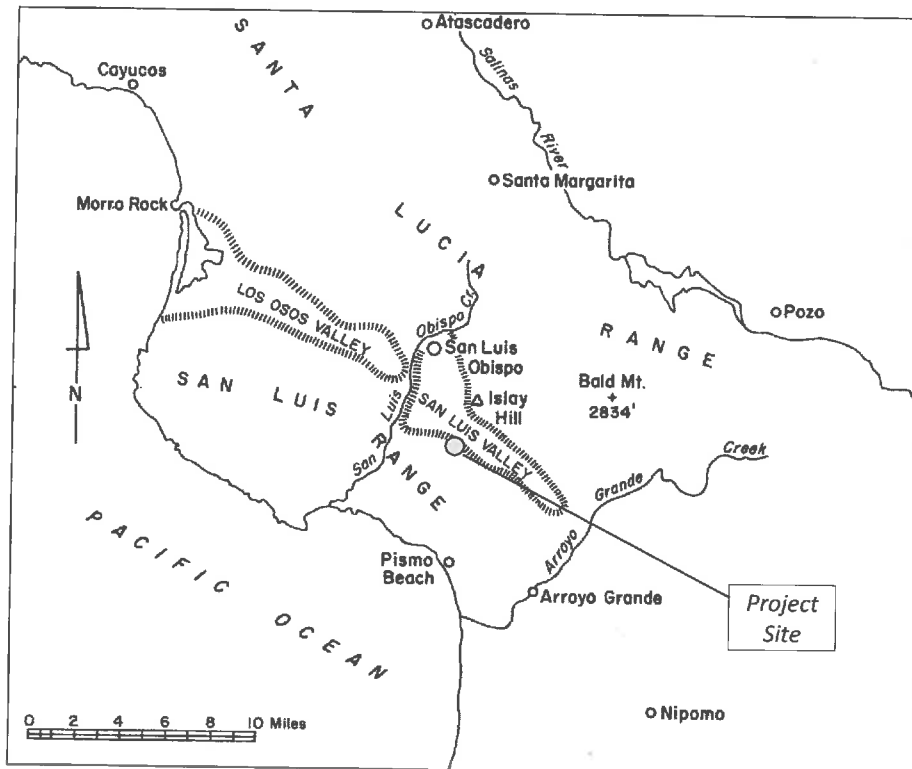 Atascadero
SANTA
LUCIA
RANGE
Salinas
River
Cayucos
Santa Margarita
Morro Rock
LOS OSOS VALLEY
Obispo Cr.
Pozo
San Luis
Obispo
Bald Mt.
2834'
N
SAN LUIS
RANGE
San Luis
Islay
Hill
SAN LUIS VALLEY
Arroyo Grande Creek
PACIFIC OCEAN
Pismo
Beach
Arroyo Grande
Project
Site
Nipomo
0 2 4 6 8 10 Miles